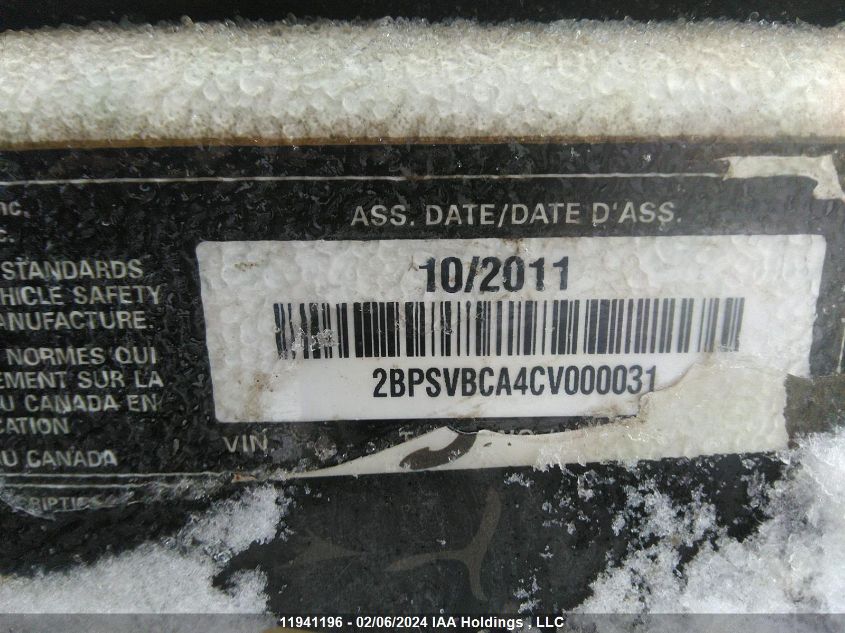 nc.
c.
ASS. DATE/DATE D'ASS.
STANDARDS
HICLE SAFETY
ANUFACTURE.
10/2011
NORMES QUI
EMENT SUR LA
U CANADA EN
CATION
2BPSVBCA4CV000031
VIN
U CANADA
RIPTI
11941196 - 02/06/2024 IAA Holdings , LLC